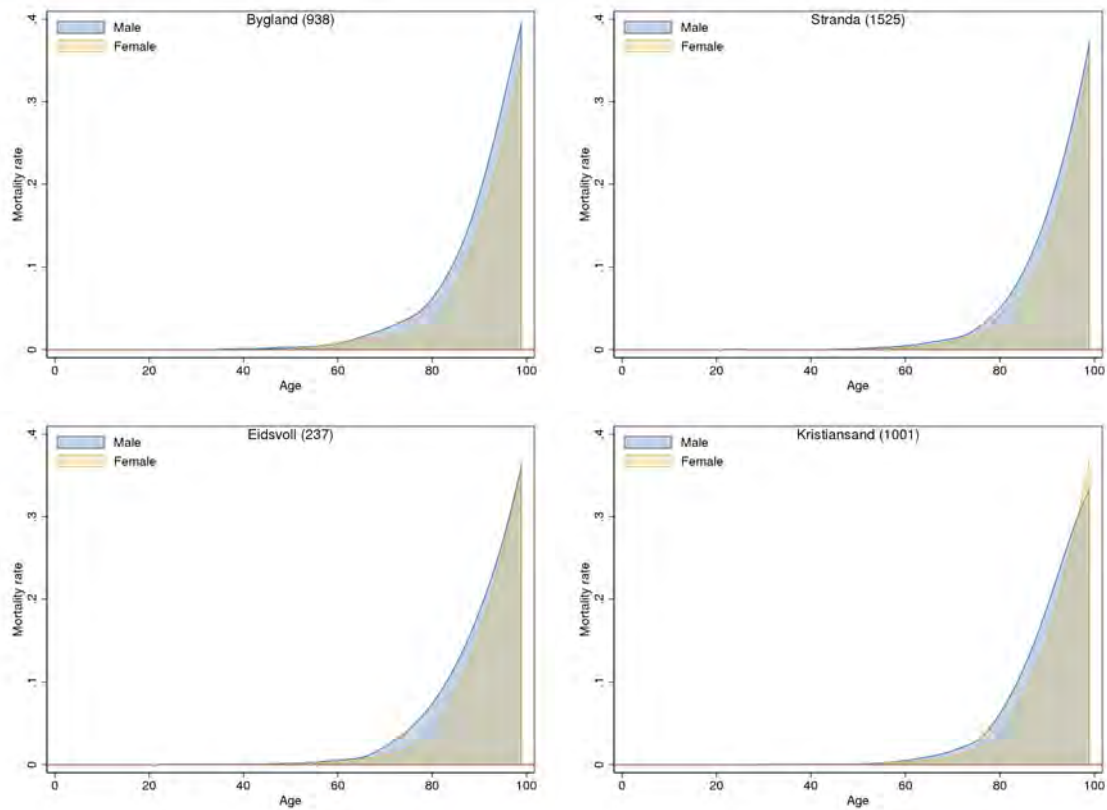 Bygland (938)
Male
Female
.4
.3
.2
.1
0
Mortality rate
0 20 40 60 80 100
Age
Stranda (1525)
Male
Female
.4
.3
.2
.1
0
Mortality rate
0 20 40 60 80 100
Age
Eidsvoll (237)
Male
Female
.4
.3
.2
.1
0
Mortality rate
0 20 40 60 80 100
Age
Kristiansand (1001)
Male
Female
.4
.3
.2
.1
0
Mortality rate
0 20 40 60 80 100
Age